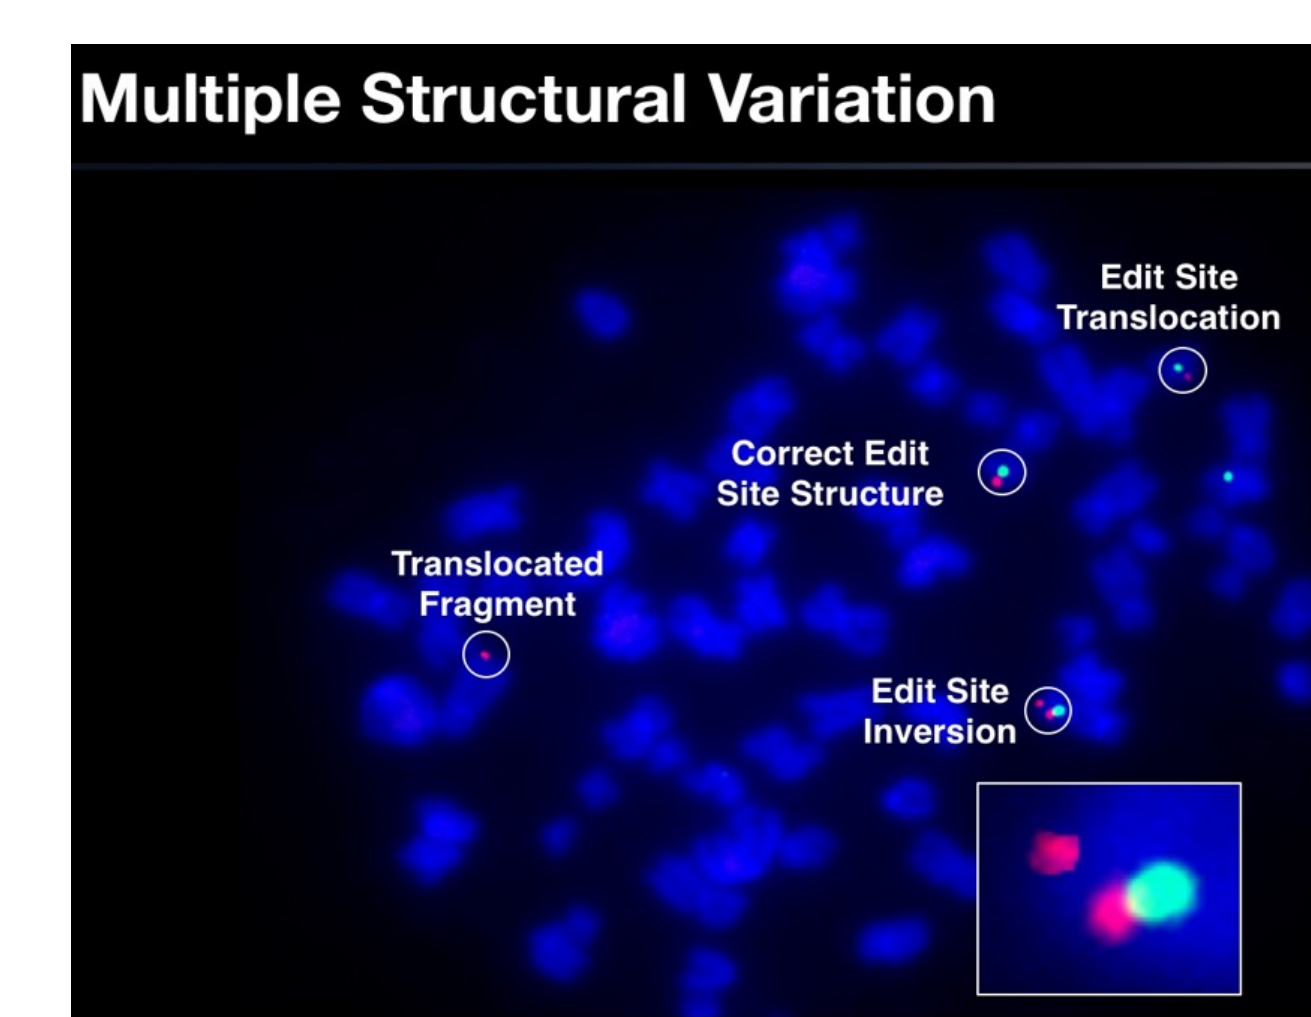 Multiple Structural Variation
Edit Site
Translocation
Correct Edit
Site Structure
Translocated
Fragment
Edit Site
Inversion